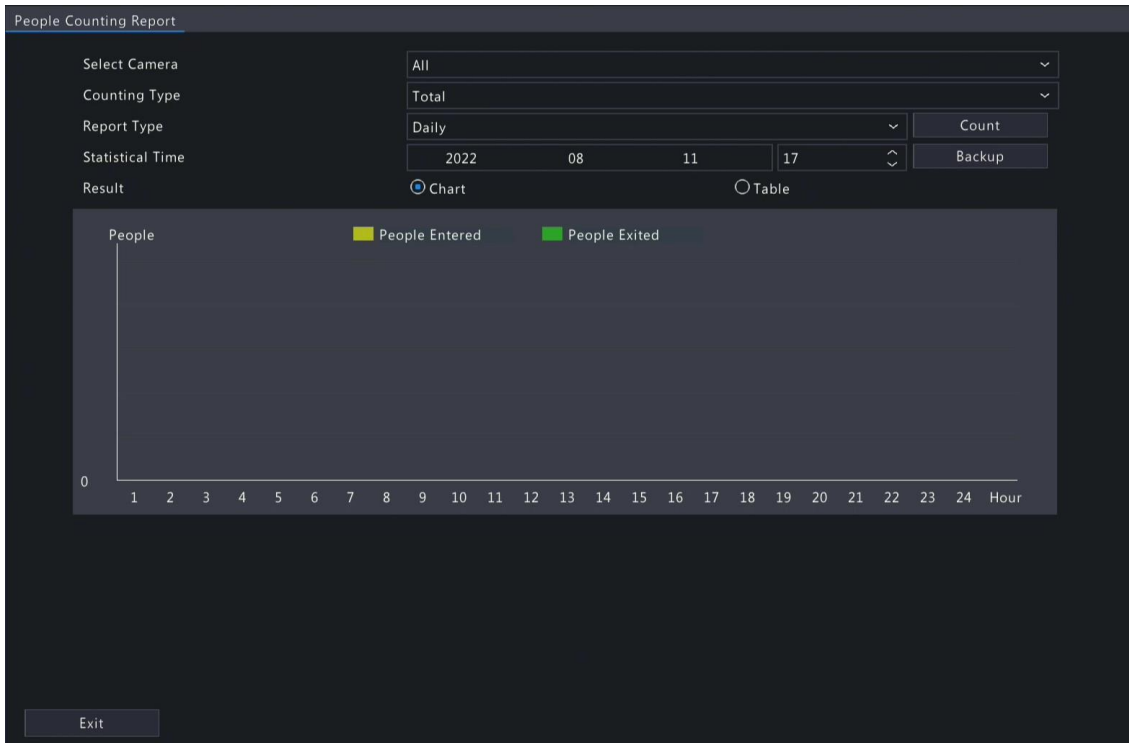 People Counting Report
Select Camera All
Counting Type Total
Report Type Daily Count
Statistical Time 2022 08 11 17 Backup
Result Chart Table
People People Entered People Exited
0
1 2 3 4 5 6 7 8 9 10 11 12 13 14 15 16 17 18 19 20 21 22 23 24 Hour
Exit